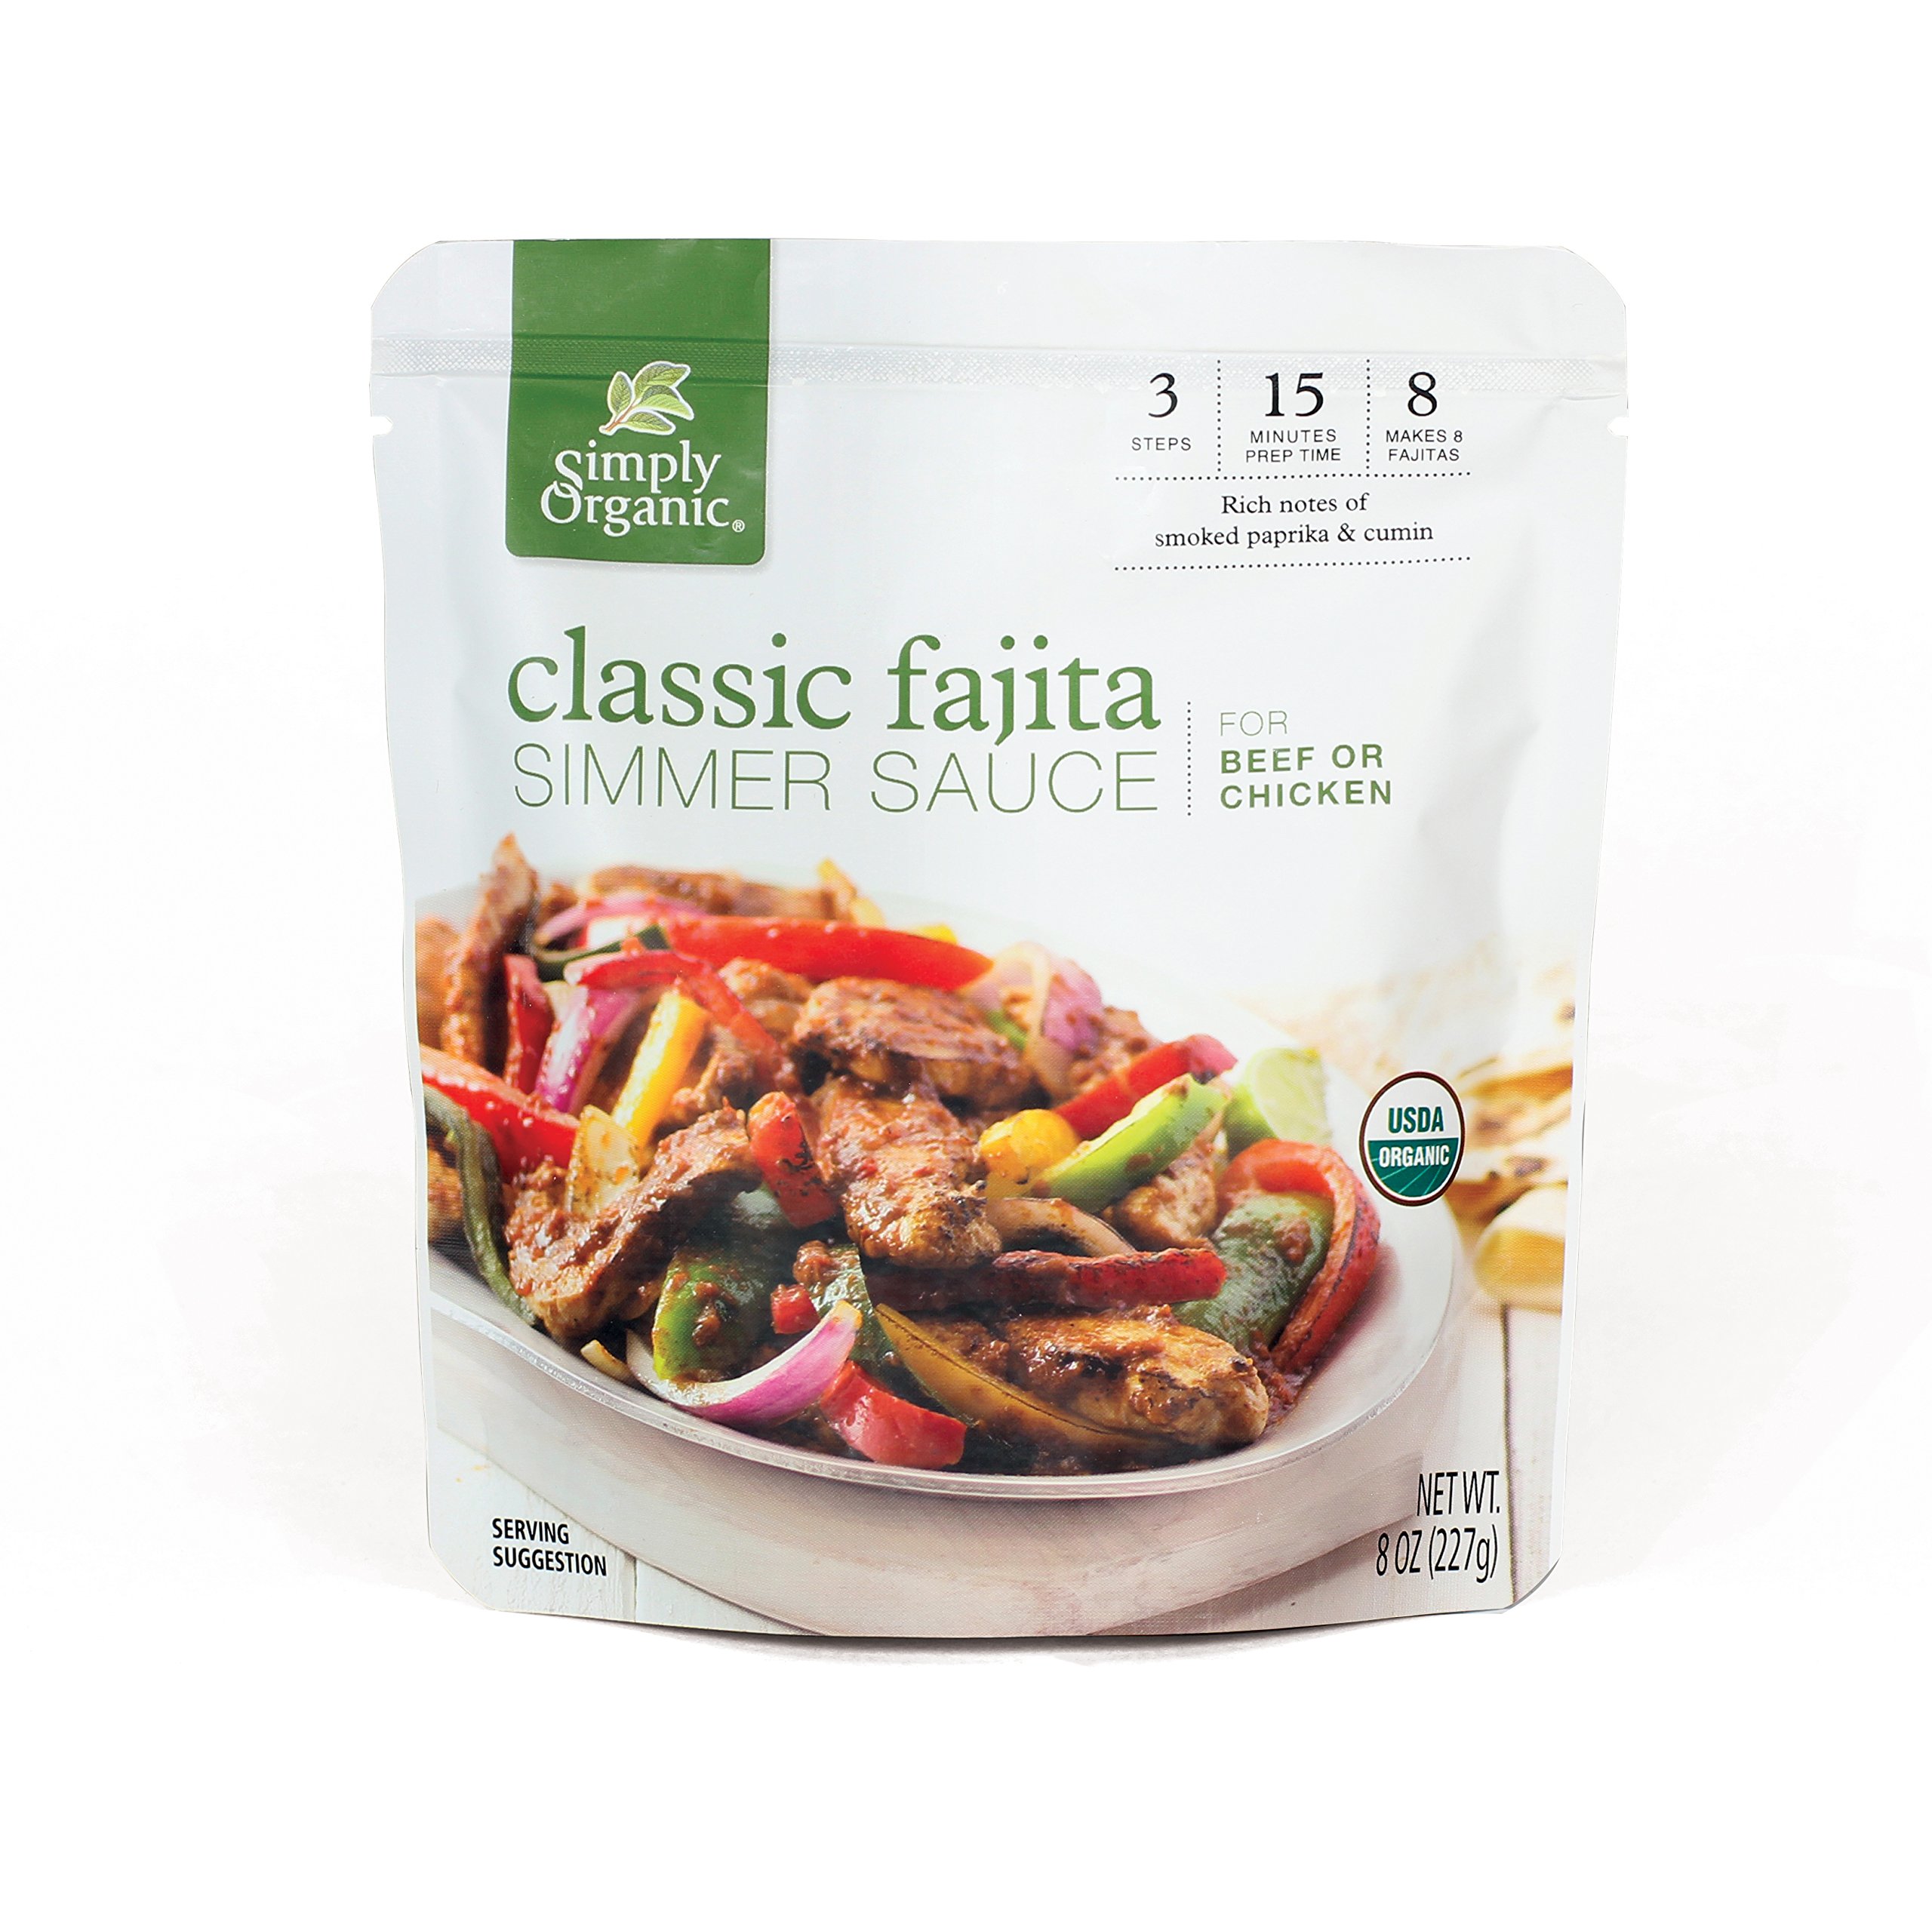 Simply
Organic®
3
STEPS
15
MINUTES
PREP TIME
8
MAKES 8
FAJITAS
Rich notes of
smoked paprika & cumin
classic fajita
SIMMER SAUCE
FOR
BEEF OR
CHICKEN
USDA
ORGANIC
SERVING
SUGGESTION
NET WT.
8 OZ (227g)